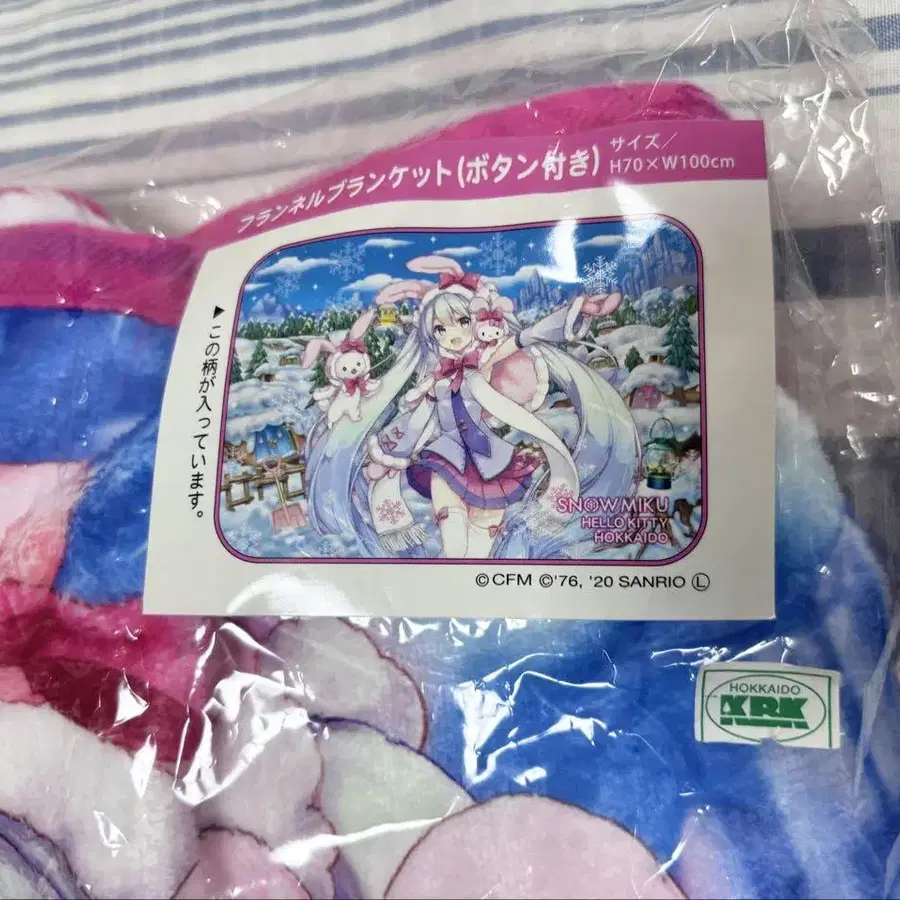 フランネルブランケット(ボタン付き)
サイズ/
H70×W100cm
▶この柄が入っています。
SNOW MIKU
HELLO KITTY
HOKKAIDO
©CFM ©'76, '20 SANRIO Ⓛ
HOKKAIDO
KRK